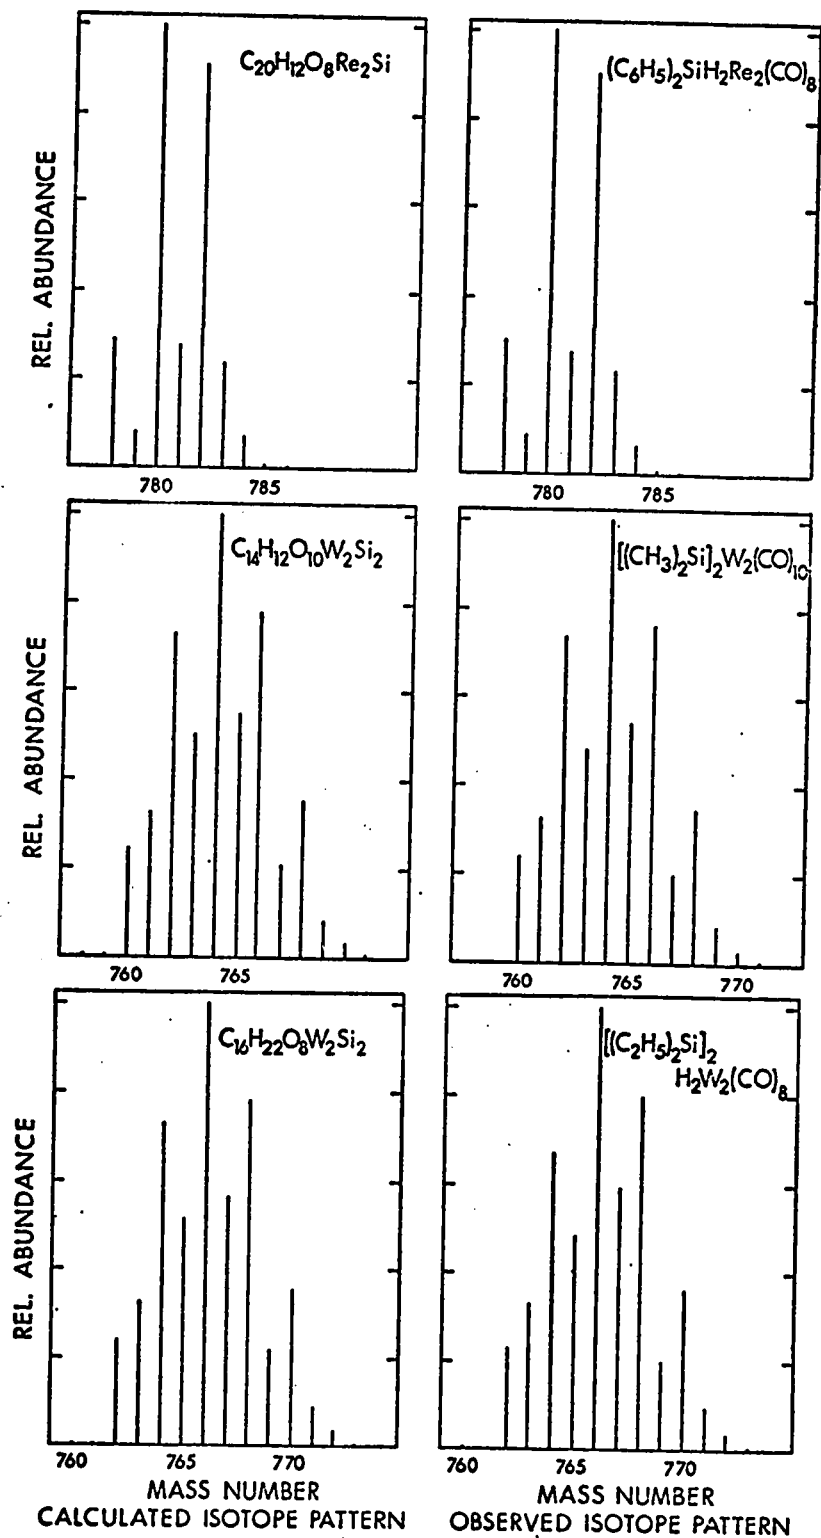 C20H12O8Re2Si
(C6H5)2SiH2Re2(CO)8
REL. ABUNDANCE
780
785
780
785
C14H12O10W2Si2
[(CH3)2Si]2W2(CO)10
REL. ABUNDANCE
760
765
760
765
770
C16H22O8W2Si2
[(C2H5)2Si]2
H2W2(CO)8
REL. ABUNDANCE
760
765
770
760
765
770
MASS NUMBER
CALCULATED ISOTOPE PATTERN
MASS NUMBER
OBSERVED ISOTOPE PATTERN